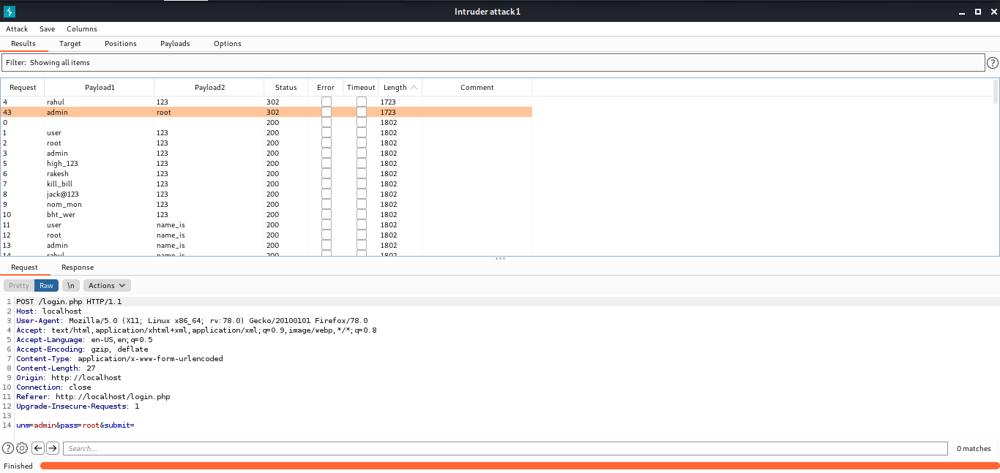 Intruder attack1
Attack Save Columns
Results Target Positions Payloads Options
Filter: Showing all items
Request Payload1 Payload2 Status Error Timeout Length Comment
4 rahul 123 302 1723
43 admin root 302 1723
0 200 1802
1 user 123 200 1802
2 root 123 200 1802
3 admin 123 200 1802
5 high_123 123 200 1802
6 rakesh 123 200 1802
7 kill_bill 123 200 1802
8 jack@123 123 200 1802
9 nom_mon 123 200 1802
10 bht_wer 123 200 1802
11 user name_is 200 1802
12 root name_is 200 1802
13 admin name_is 200 1802
14 rahul name_is 200 1802
Request Response
Pretty Raw \n Actions
1 POST /login.php HTTP/1.1
2 Host: localhost
3 User-Agent: Mozilla/5.0 (X11; Linux x86_64; rv:78.0) Gecko/20100101 Firefox/78.0
4 Accept: text/html,application/xhtml+xml,application/xml;q=0.9,image/webp,*/*;q=0.8
5 Accept-Language: en-US,en;q=0.5
6 Accept-Encoding: gzip, deflate
7 Content-Type: application/x-www-form-urlencoded
8 Content-Length: 27
9 Origin: http://localhost
10 Connection: close
11 Referer: http://localhost/login.php
12 Upgrade-Insecure-Requests: 1
13
14 unm=admin&pass=root&submit=
Search...
0 matches
Finished